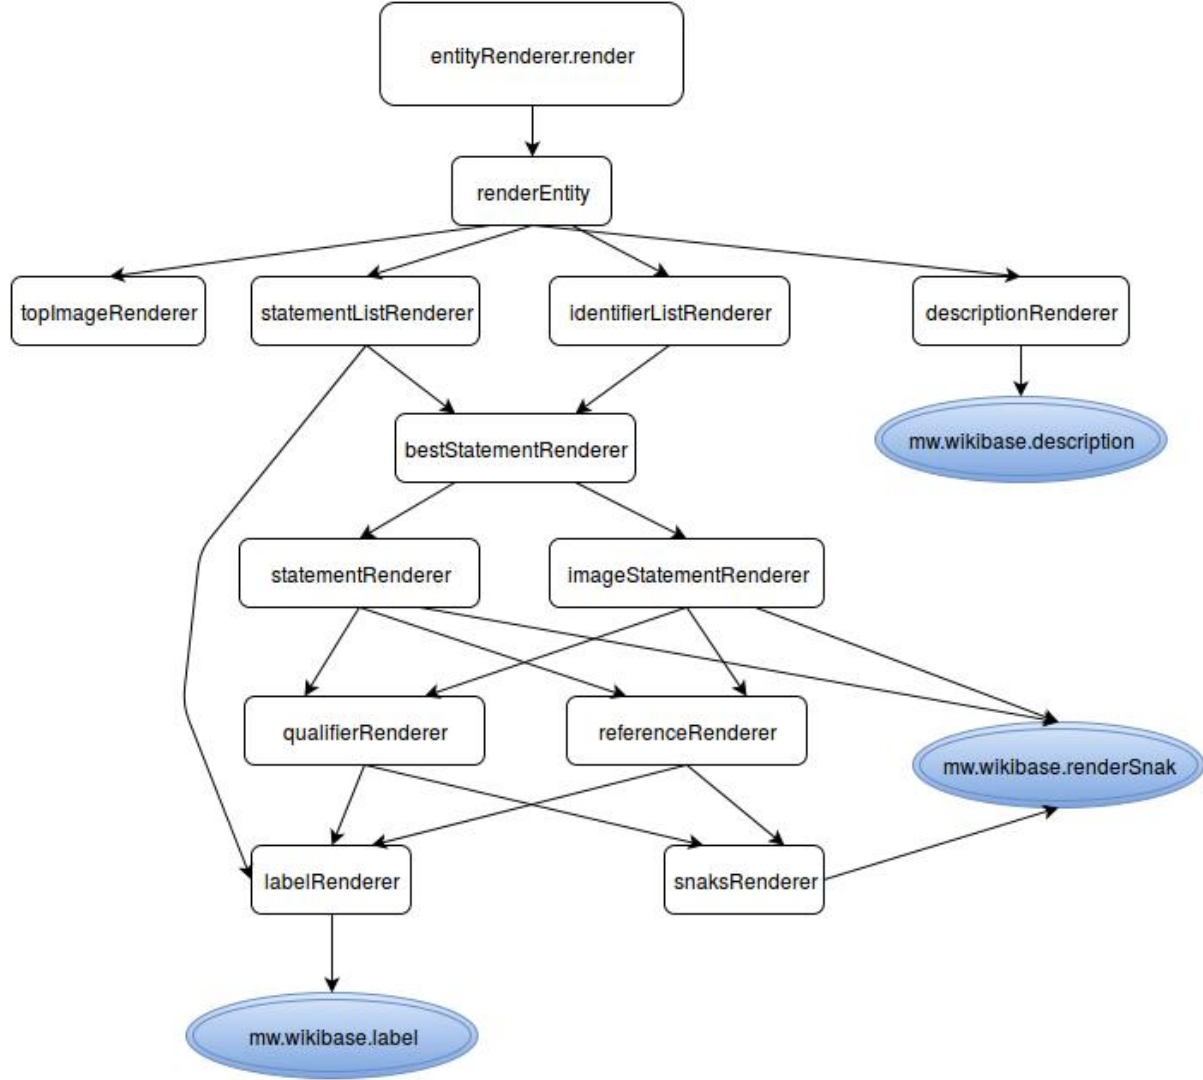 entityRenderer.render
renderEntity
topImageRenderer
statementListRenderer
identifierListRenderer
descriptionRenderer
mw.wikibase.description
bestStatementRenderer
statementRenderer
imageStatementRenderer
qualifierRenderer
referenceRenderer
mw.wikibase.renderSnak
labelRenderer
snaksRenderer
mw.wikibase.label